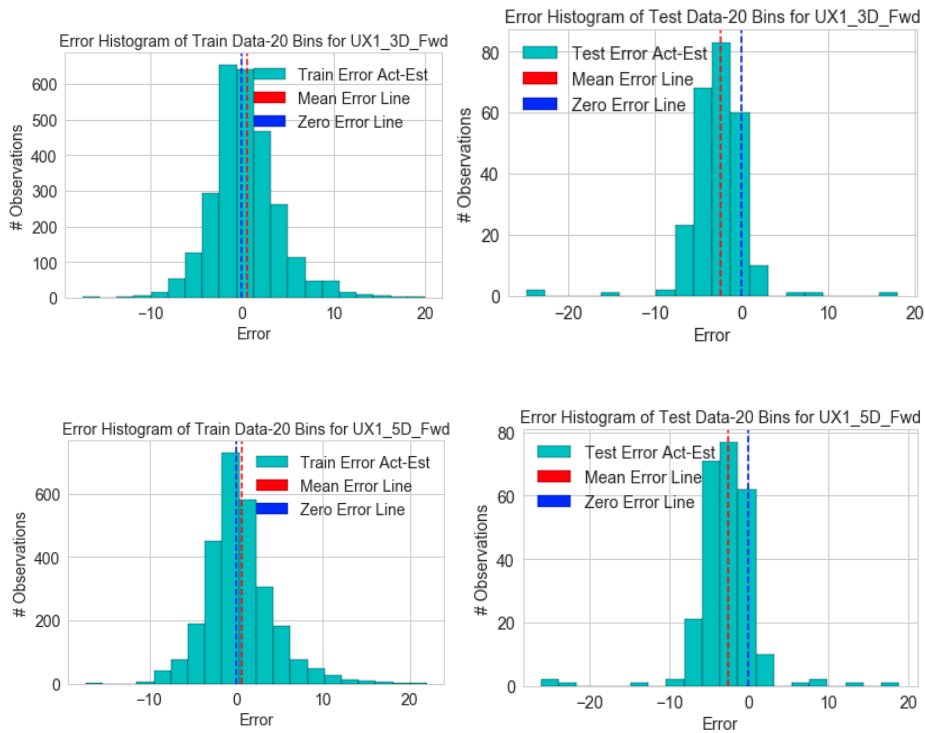 Error Histogram of Train Data-20 Bins for UX1_3D_Fwd
600
500
400
300
200
100
0
# Observations
Train Error Act-Est
Mean Error Line
Zero Error Line
−10
0
10
20
Error
Error Histogram of Test Data-20 Bins for UX1_3D_Fwd
80
60
40
20
0
# Observations
Test Error Act-Est
Mean Error Line
Zero Error Line
−20
−10
0
10
20
Error
Error Histogram of Train Data-20 Bins for UX1_5D_Fwd
600
400
200
0
# Observations
Train Error Act-Est
Mean Error Line
Zero Error Line
−10
0
10
20
Error
Error Histogram of Test Data-20 Bins for UX1_5D_Fwd
80
60
40
20
0
# Observations
Test Error Act-Est
Mean Error Line
Zero Error Line
−20
−10
0
10
20
Error